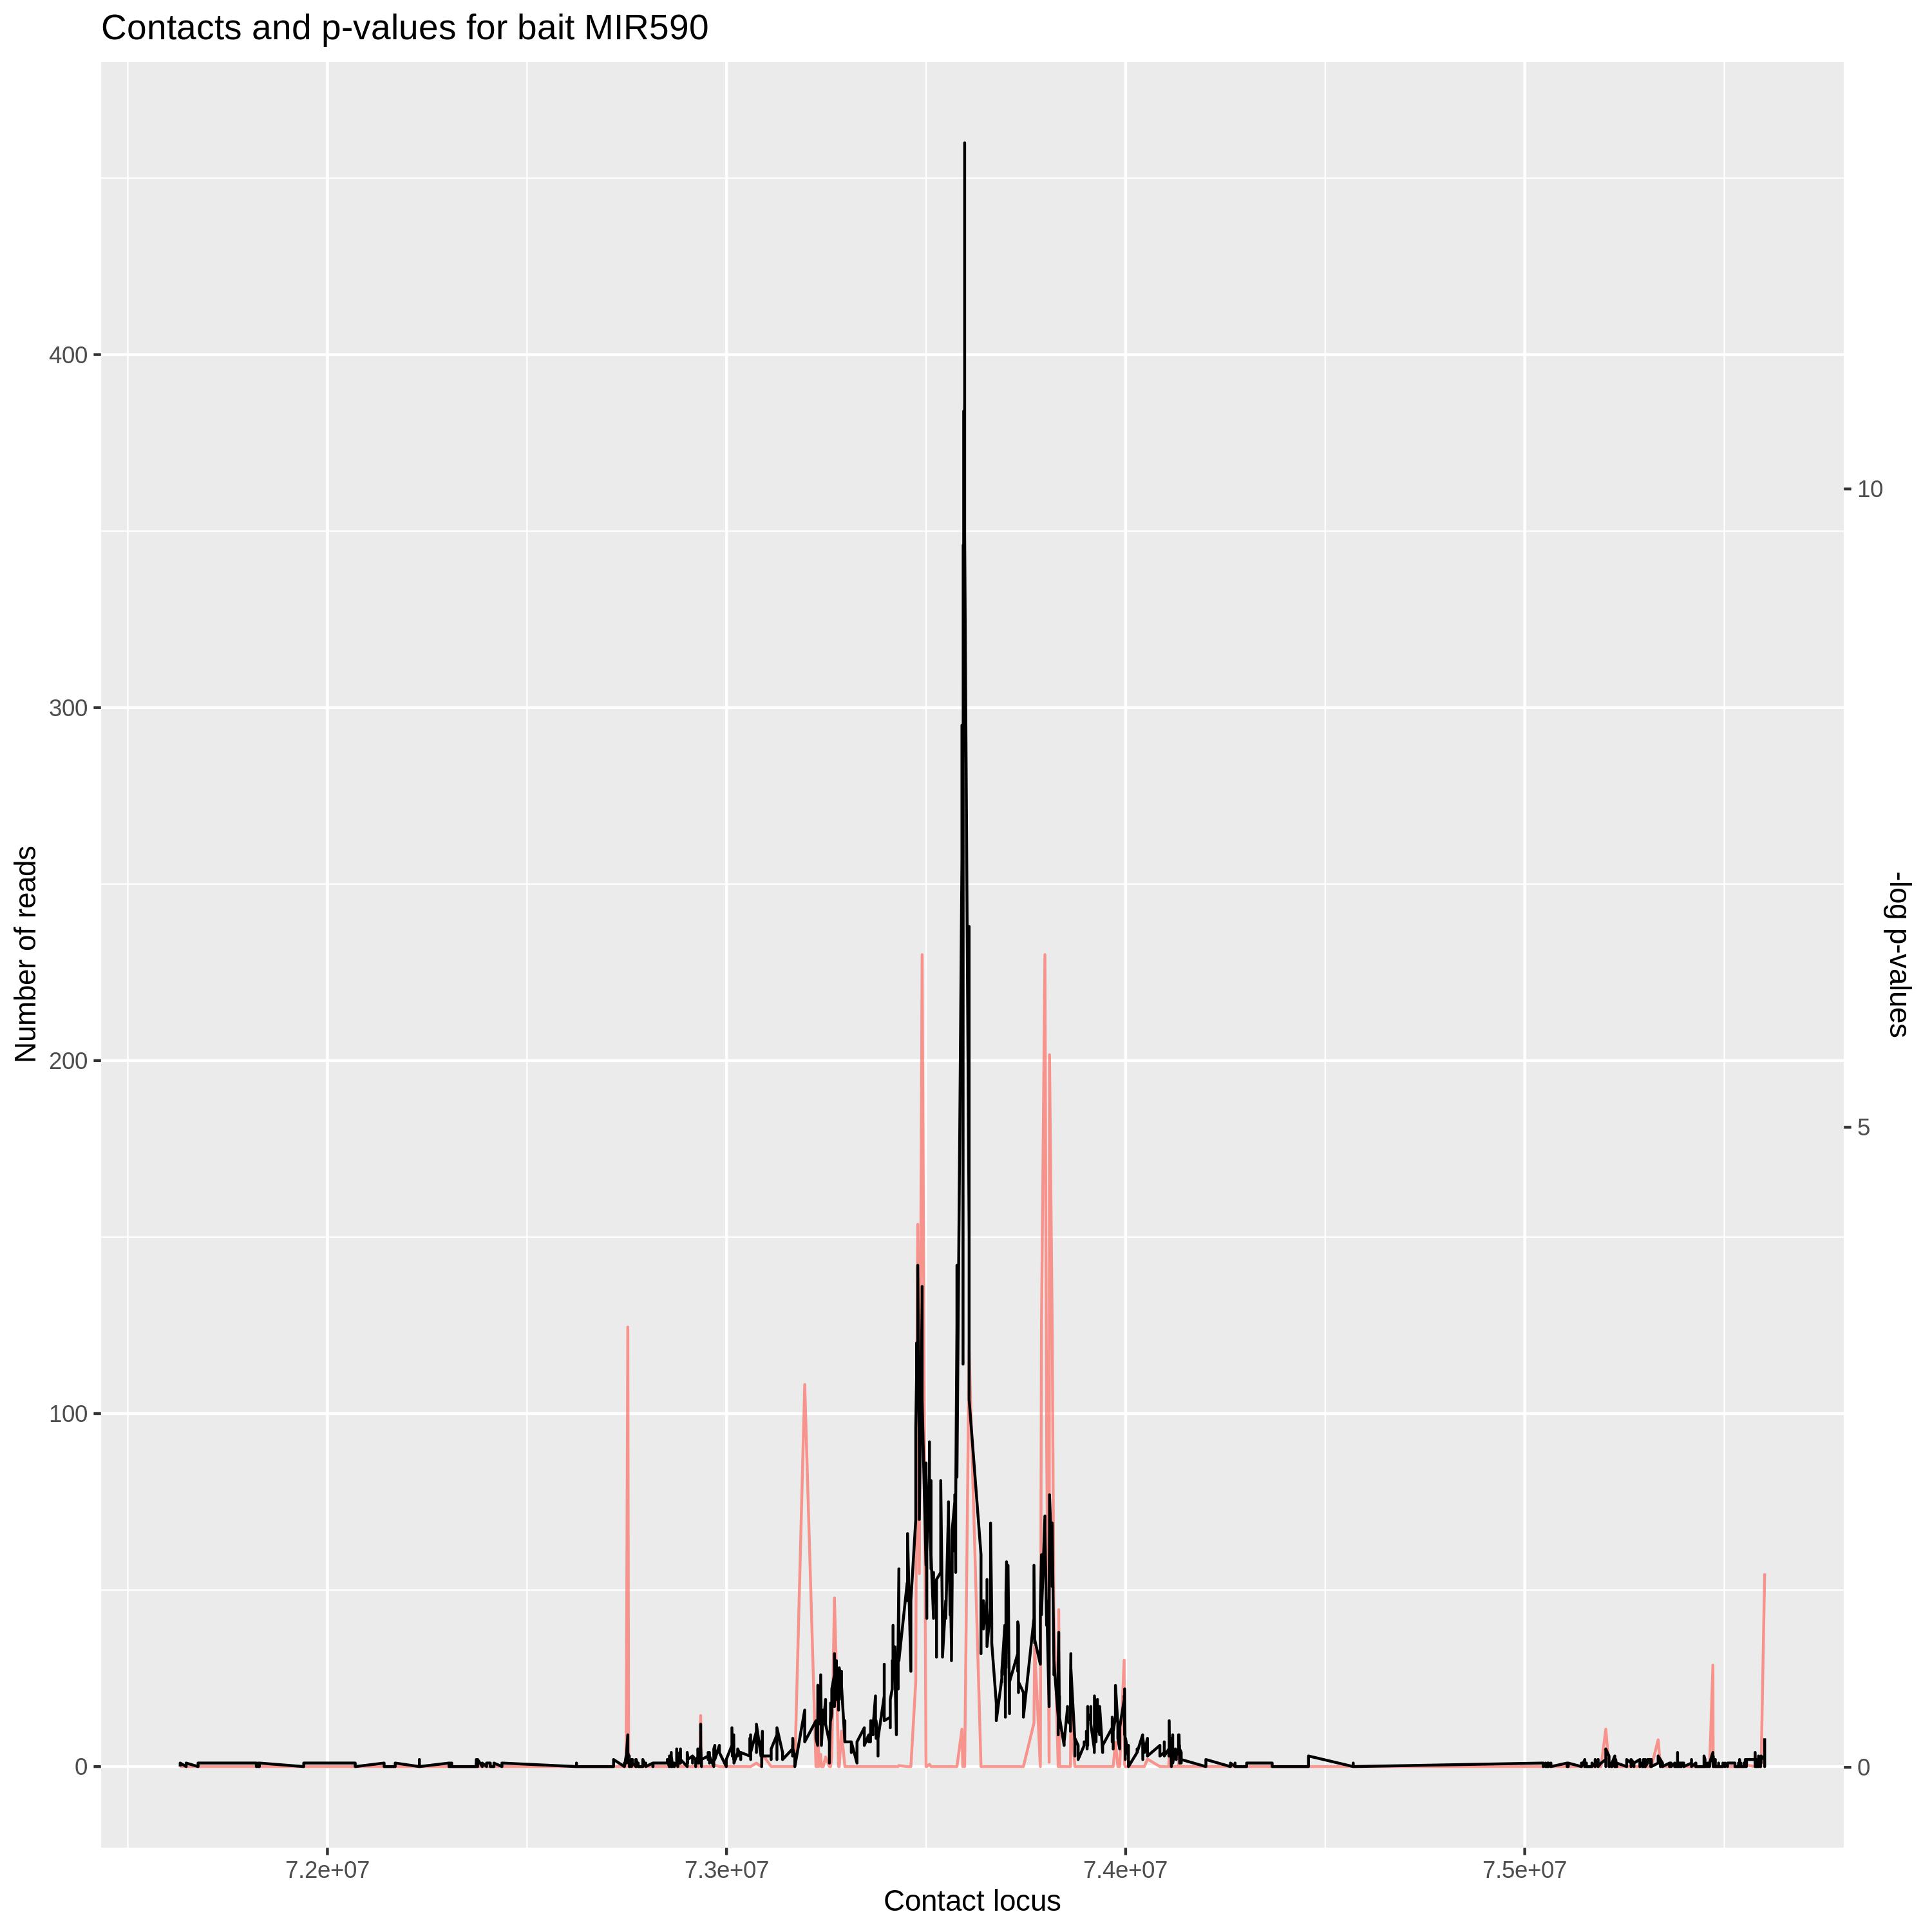 Contacts and p-values for bait MIR590
400
300
200
100
0
Number of reads
10
5
0
-log p-values
7.2e+07
7.3e+07
7.4e+07
7.5e+07
Contact locus